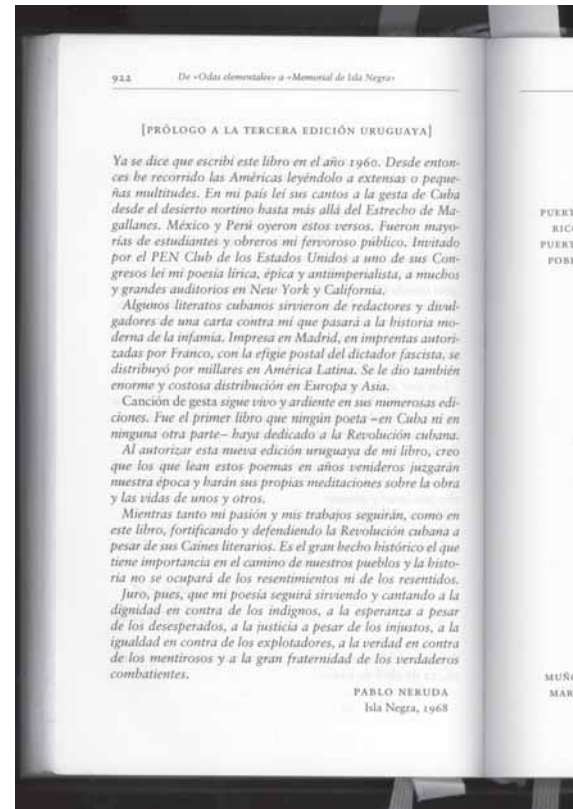 922 De «Odas elementales» a «Memorial de Isla Negra»
[PRÓLOGO A LA TERCERA EDICIÓN URUGUAYA]
Ya se dice que escribí este libro en el año 1960. Desde enton-
ces he recorrido las Américas leyéndolo a extensas o peque-
ñas multitudes. En mi país leí sus cantos a la gesta de Cuba
desde el desierto nortino hasta más allá del Estrecho de Ma-
gallanes. México y Perú oyeron estos versos. Fueron mayo-
rías de estudiantes y obreros mi fervoroso público. Invitado
por el PEN Club de los Estados Unidos a uno de sus Con-
gresos leí mi poesía lírica, épica y antiimperialista, a muchos
y grandes auditorios en New York y California.
Algunos literatos cubanos sirvieron de redactores y divul-
gadores de una carta contra mí que pasará a la historia mo-
derna de la infamia. Impresa en Madrid, en imprentas autori-
zadas por Franco, con la efigie postal del dictador fascista, se
distribuyó por millares en América Latina. Se le dio también
enorme y costosa distribución en Europa y Asia.
Canción de gesta sigue vivo y ardiente en sus numerosas edi-
ciones. Fue el primer libro que ningún poeta –en Cuba ni en
ninguna otra parte– haya dedicado a la Revolución cubana.
Al autorizar esta nueva edición uruguaya de mi libro, creo
que los que lean estos poemas en años venideros juzgarán
nuestra época y harán sus propias meditaciones sobre la obra
y las vidas de unos y otros.
Mientras tanto mi pasión y mis trabajos seguirán, como en
este libro, fortificando y defendiendo la Revolución cubana a
pesar de sus Caínes literarios. Es el gran hecho histórico el que
tiene importancia en el camino de nuestros pueblos y la histo-
ria no se ocupará de los resentimientos ni de los resentidos.
Juro, pues, que mi poesía seguirá sirviendo y cantando a la
dignidad en contra de los indignos, a la esperanza a pesar
de los desesperados, a la justicia a pesar de los injustos, a la
igualdad en contra de los explotadores, a la verdad en contra
de los mentirosos y a la gran fraternidad de los verdaderos
combatientes.
PABLO NERUDA
Isla Negra, 1968
PUERT
RICO
PUERT
POBR
MUÑO
MAR